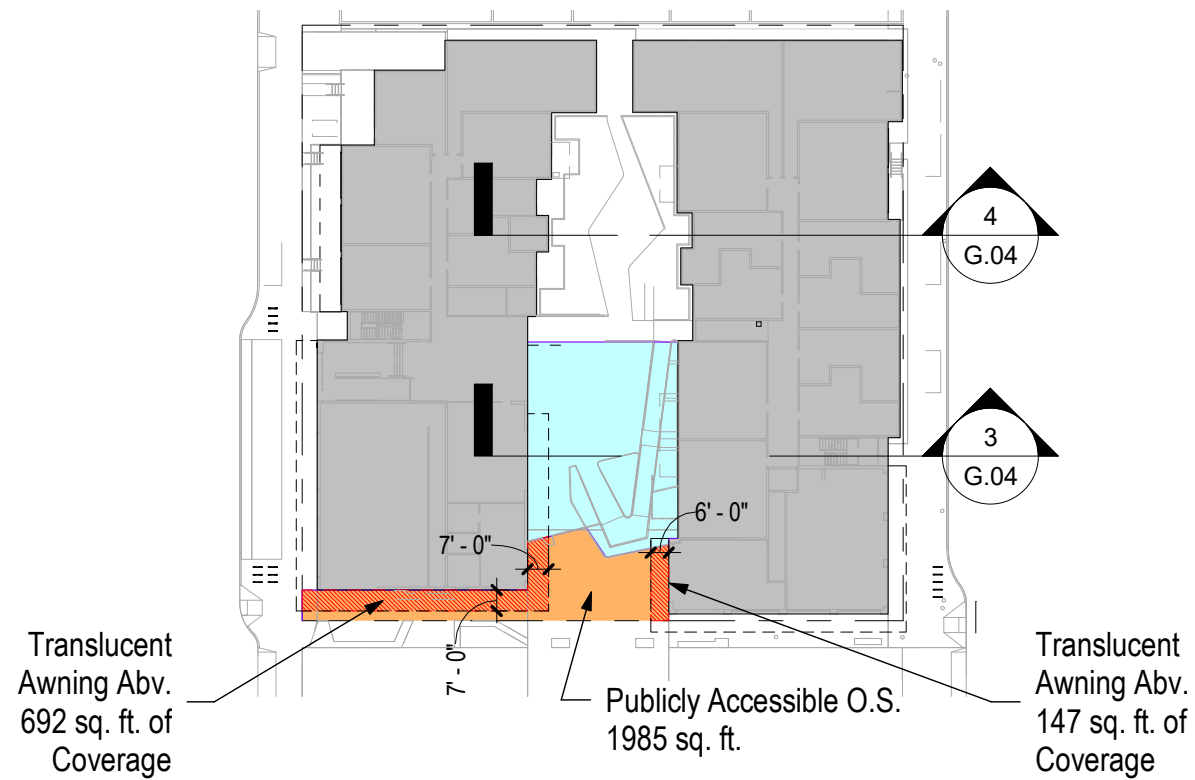 4
G.04
3
G.04
6' - 0"
7' - 0"
7' - 0"
Translucent
Awning Abv.
692 sq. ft. of
Coverage
Publicly Accessible O.S.
1985 sq. ft.
Translucent
Awning Abv.
147 sq. ft. of
Coverage